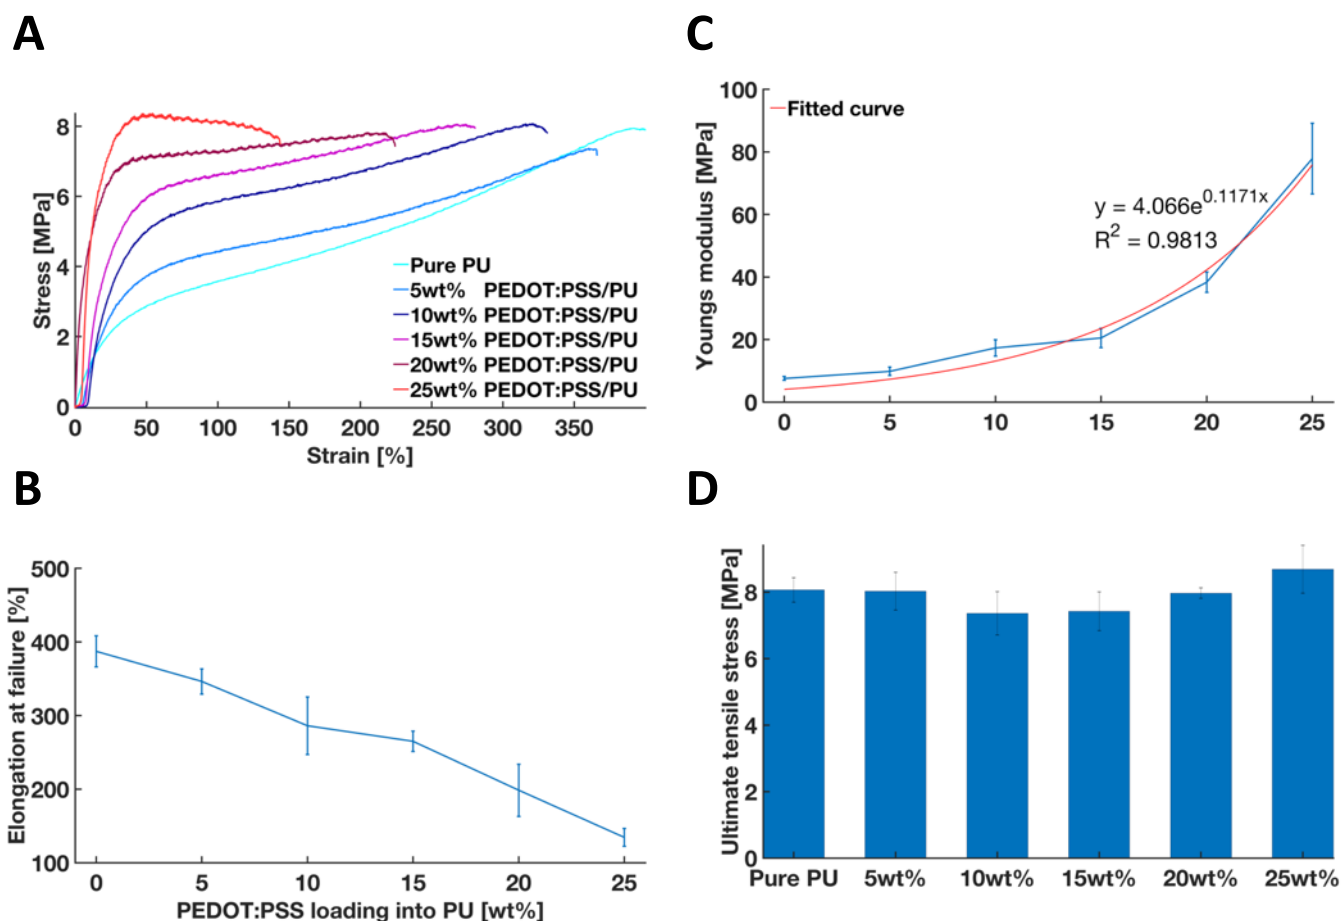 A
Stress [MPa]
8
6
4
2
0
0 50 100 150 200 250 300 350
Strain [%]
Pure PU
5wt% PEDOT:PSS/PU
10wt% PEDOT:PSS/PU
15wt% PEDOT:PSS/PU
20wt% PEDOT:PSS/PU
25wt% PEDOT:PSS/PU
C
Youngs modulus [MPa]
100
80
60
40
20
0
0 5 10 15 20 25
Fitted curve
y = 4.066e^0.1171x
R^2 = 0.9813
B
Elongation at failure [%]
500
400
300
200
100
0 5 10 15 20 25
PEDOT:PSS loading into PU [wt%]
D
Ultimate tensile stress [MPa]
8
6
4
2
0
Pure PU 5wt% 10wt% 15wt% 20wt% 25wt%